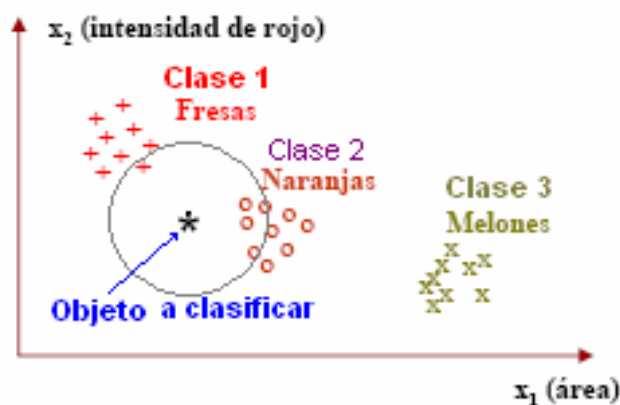 x₂ (intensidad de rojo)
Clase 1
Fresas
Clase 2
Naranjas
Clase 3
Melones
Objeto a clasificar
x₁ (área)